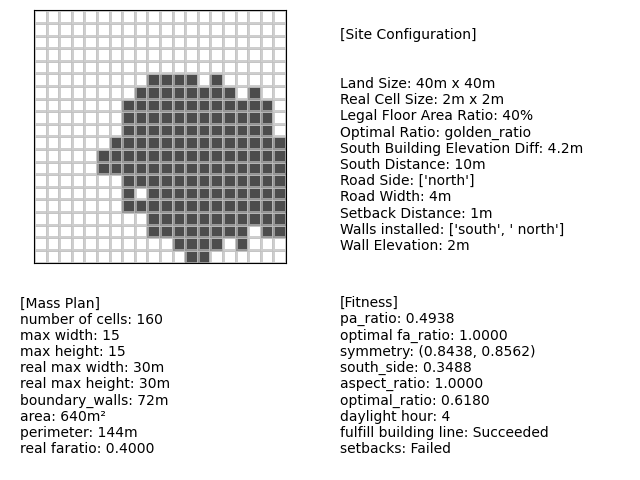 [Site Configuration]
Land Size: 40m x 40m
Real Cell Size: 2m x 2m
Legal Floor Area Ratio: 40%
Optimal Ratio: golden_ratio
South Building Elevation Diff: 4.2m
South Distance: 10m
Road Side: ['north']
Road Width: 4m
Setback Distance: 1m
Walls installed: ['south', ' north']
Wall Elevation: 2m
[Mass Plan]
number of cells: 160
max width: 15
max height: 15
real max width: 30m
real max height: 30m
boundary_walls: 72m
area: 640m²
perimeter: 144m
real faratio: 0.4000
[Fitness]
pa_ratio: 0.4938
optimal fa_ratio: 1.0000
symmetry: (0.8438, 0.8562)
south_side: 0.3488
aspect_ratio: 1.0000
optimal_ratio: 0.6180
daylight hour: 4
fulfill building line: Succeeded
setbacks: Failed